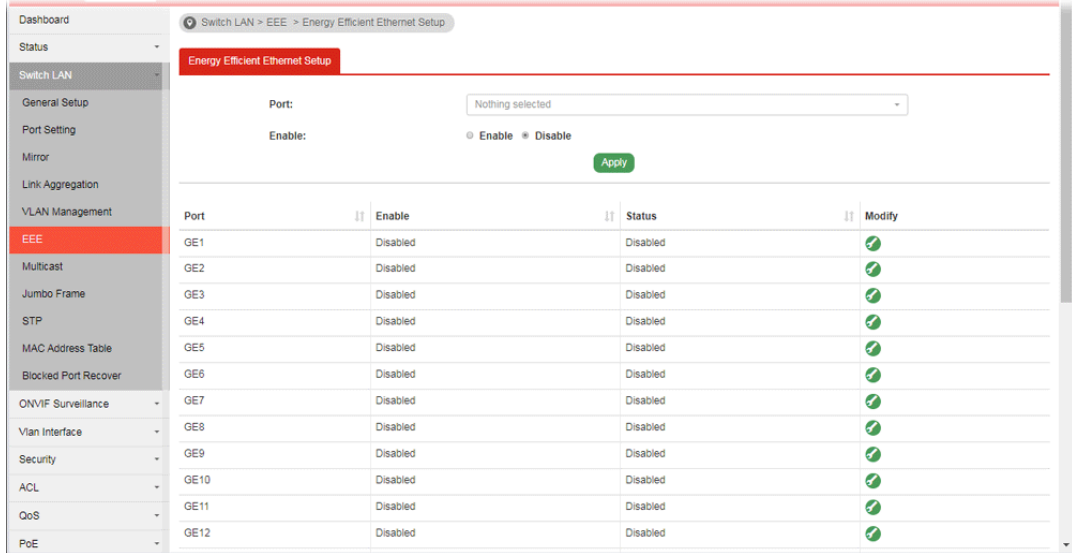 Dashboard
Status
Switch LAN
General Setup
Port Setting
Mirror
Link Aggregation
VLAN Management
EEE
Multicast
Jumbo Frame
STP
MAC Address Table
Blocked Port Recover
ONVIF Surveillance
Vlan Interface
Security
ACL
QoS
PoE
Switch LAN > EEE > Energy Efficient Ethernet Setup
Energy Efficient Ethernet Setup
Port: Nothing selected
Enable: Enable Disable
Apply
Port Enable Status Modify
GE1 Disabled Disabled
GE2 Disabled Disabled
GE3 Disabled Disabled
GE4 Disabled Disabled
GE5 Disabled Disabled
GE6 Disabled Disabled
GE7 Disabled Disabled
GE8 Disabled Disabled
GE9 Disabled Disabled
GE10 Disabled Disabled
GE11 Disabled Disabled
GE12 Disabled Disabled